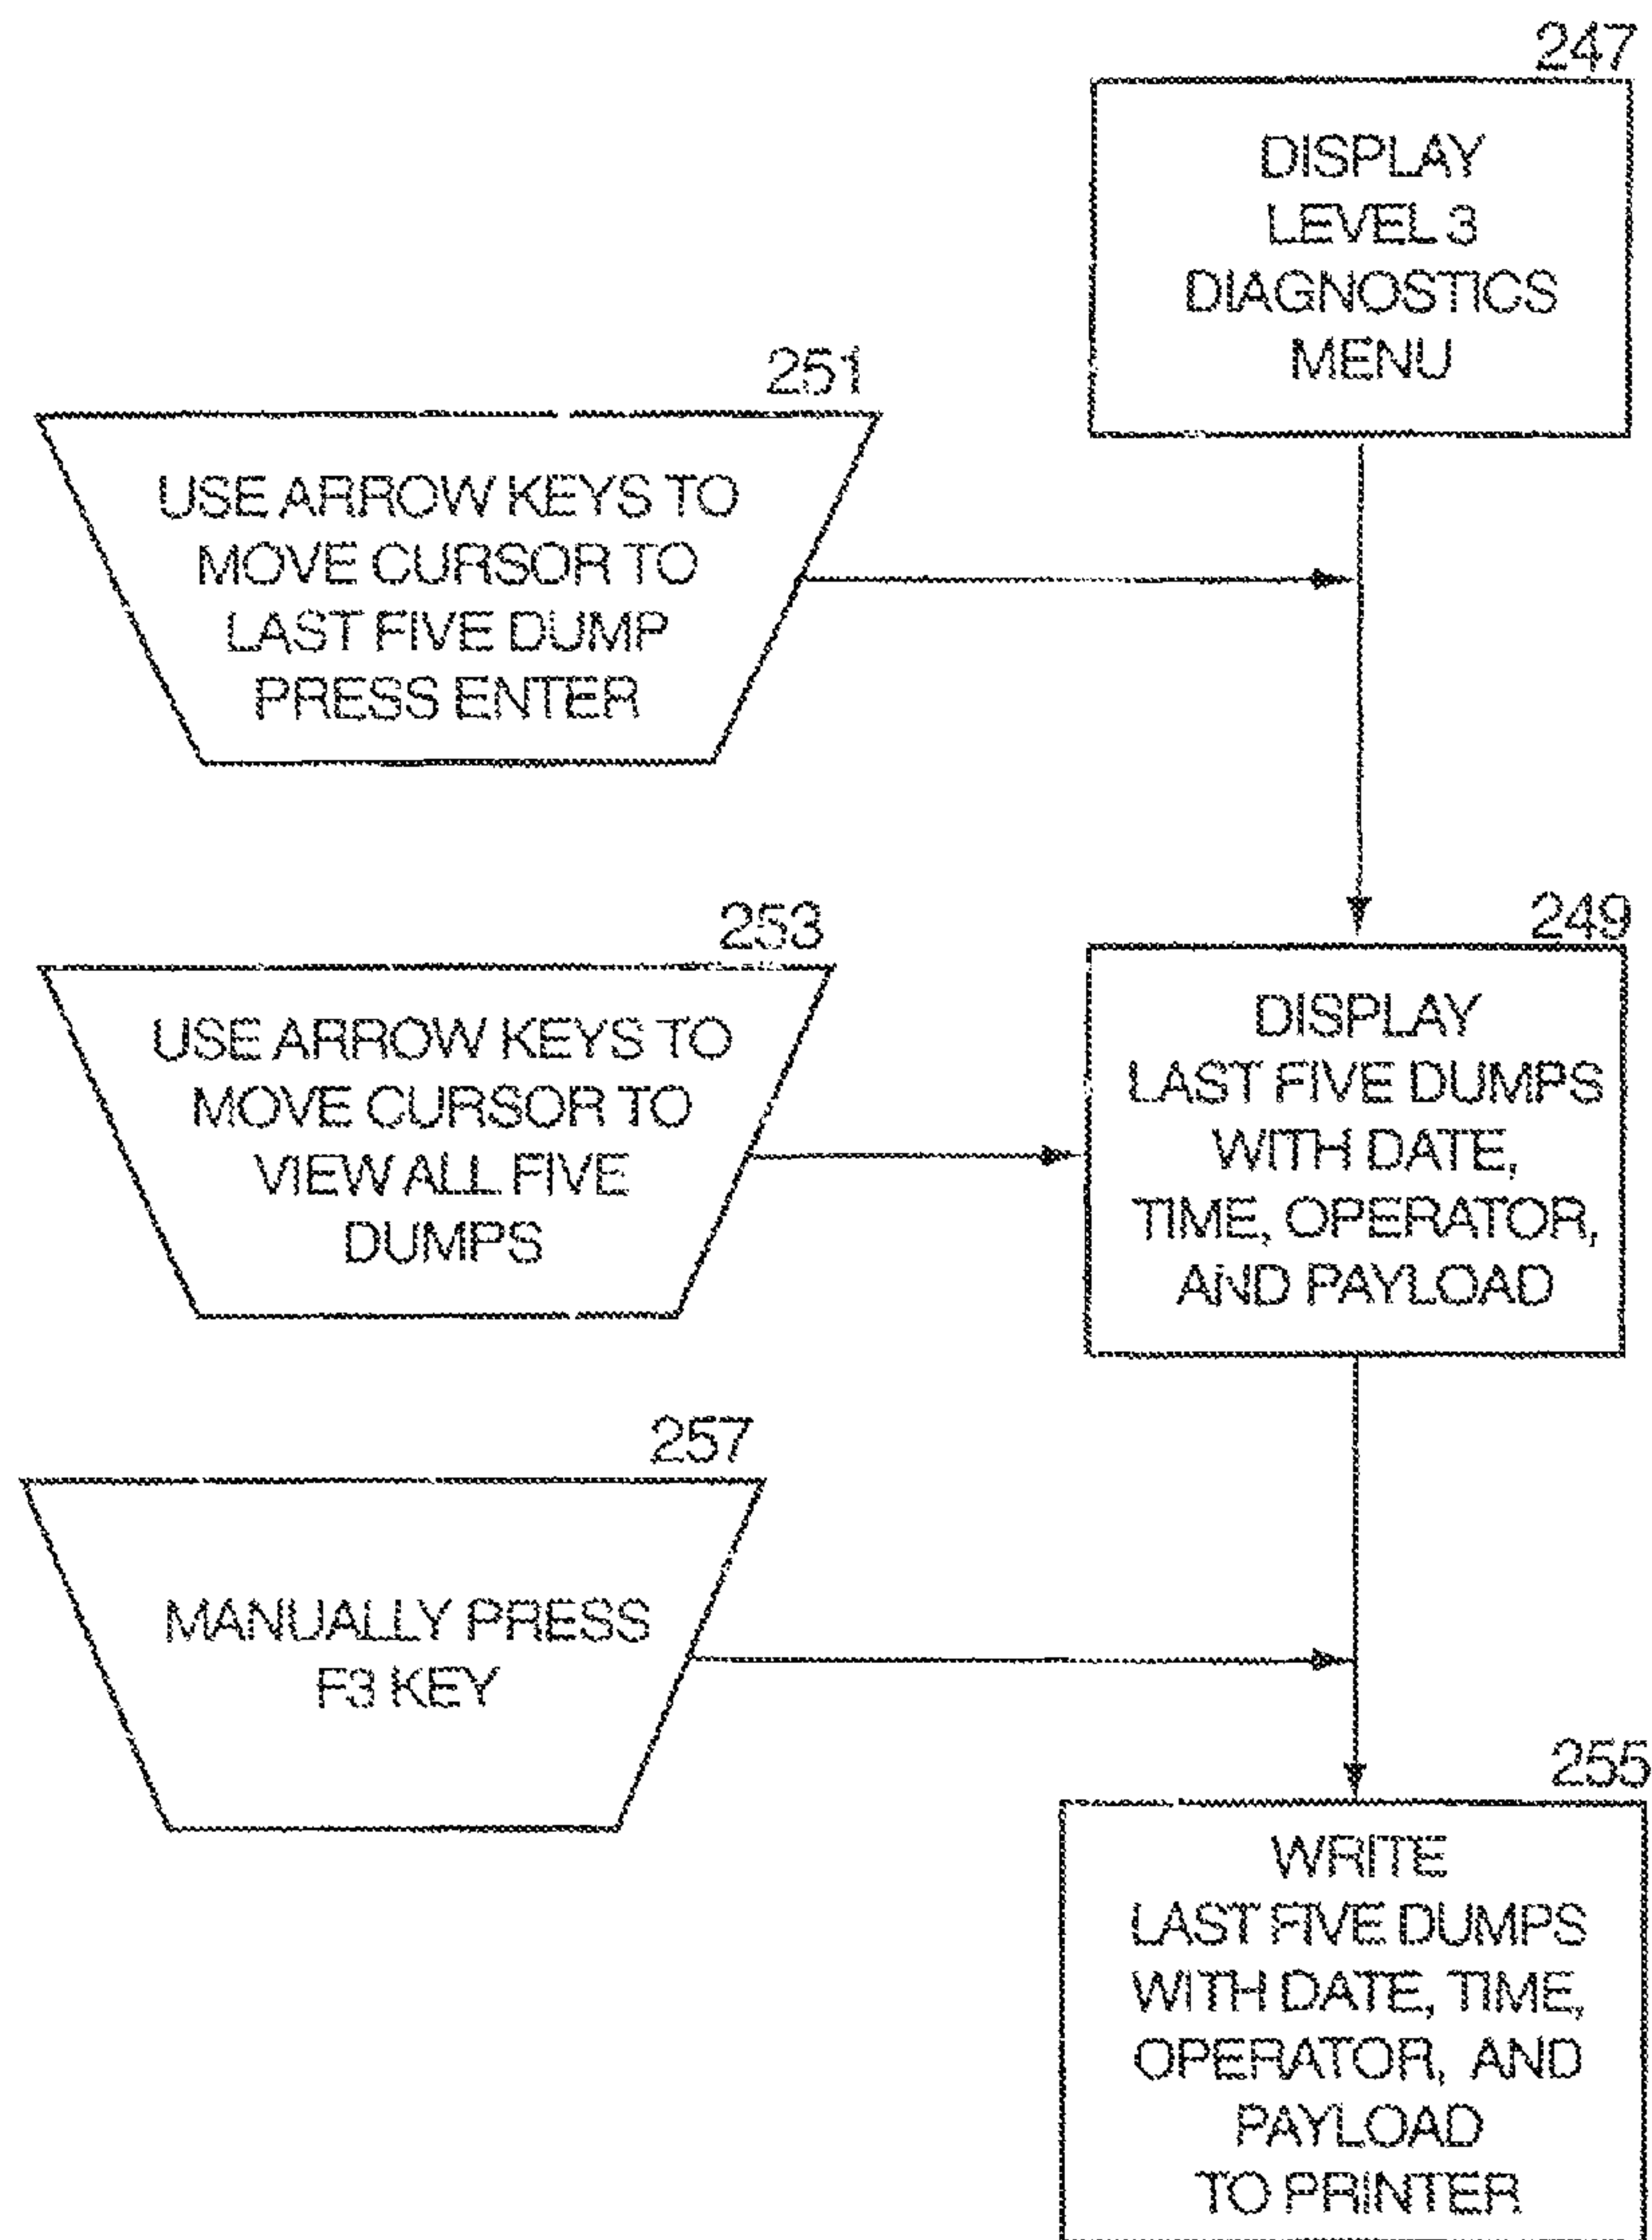 247
DISPLAY
LEVEL 3
DIAGNOSTICS
MENU
251
USE ARROW KEYS TO
MOVE CURSOR TO
LAST FIVE DUMP
PRESS ENTER
253
USE ARROW KEYS TO
MOVE CURSOR TO
VIEW ALL FIVE
DUMPS
249
DISPLAY
LAST FIVE DUMPS
WITH DATE,
TIME, OPERATOR,
AND PAYLOAD
257
MANUALLY PRESS
F3 KEY
255
WRITE
LAST FIVE DUMPS
WITH DATE, TIME,
OPERATOR, AND
PAYLOAD
TO PRINTER